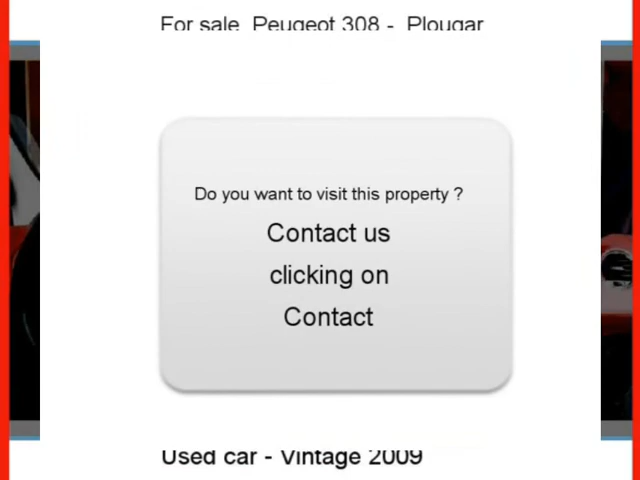 For sale Peugeot 308 - Plougar
Do you want to visit this property ?
Contact us
clicking on
Contact
Used car - Vintage 2009